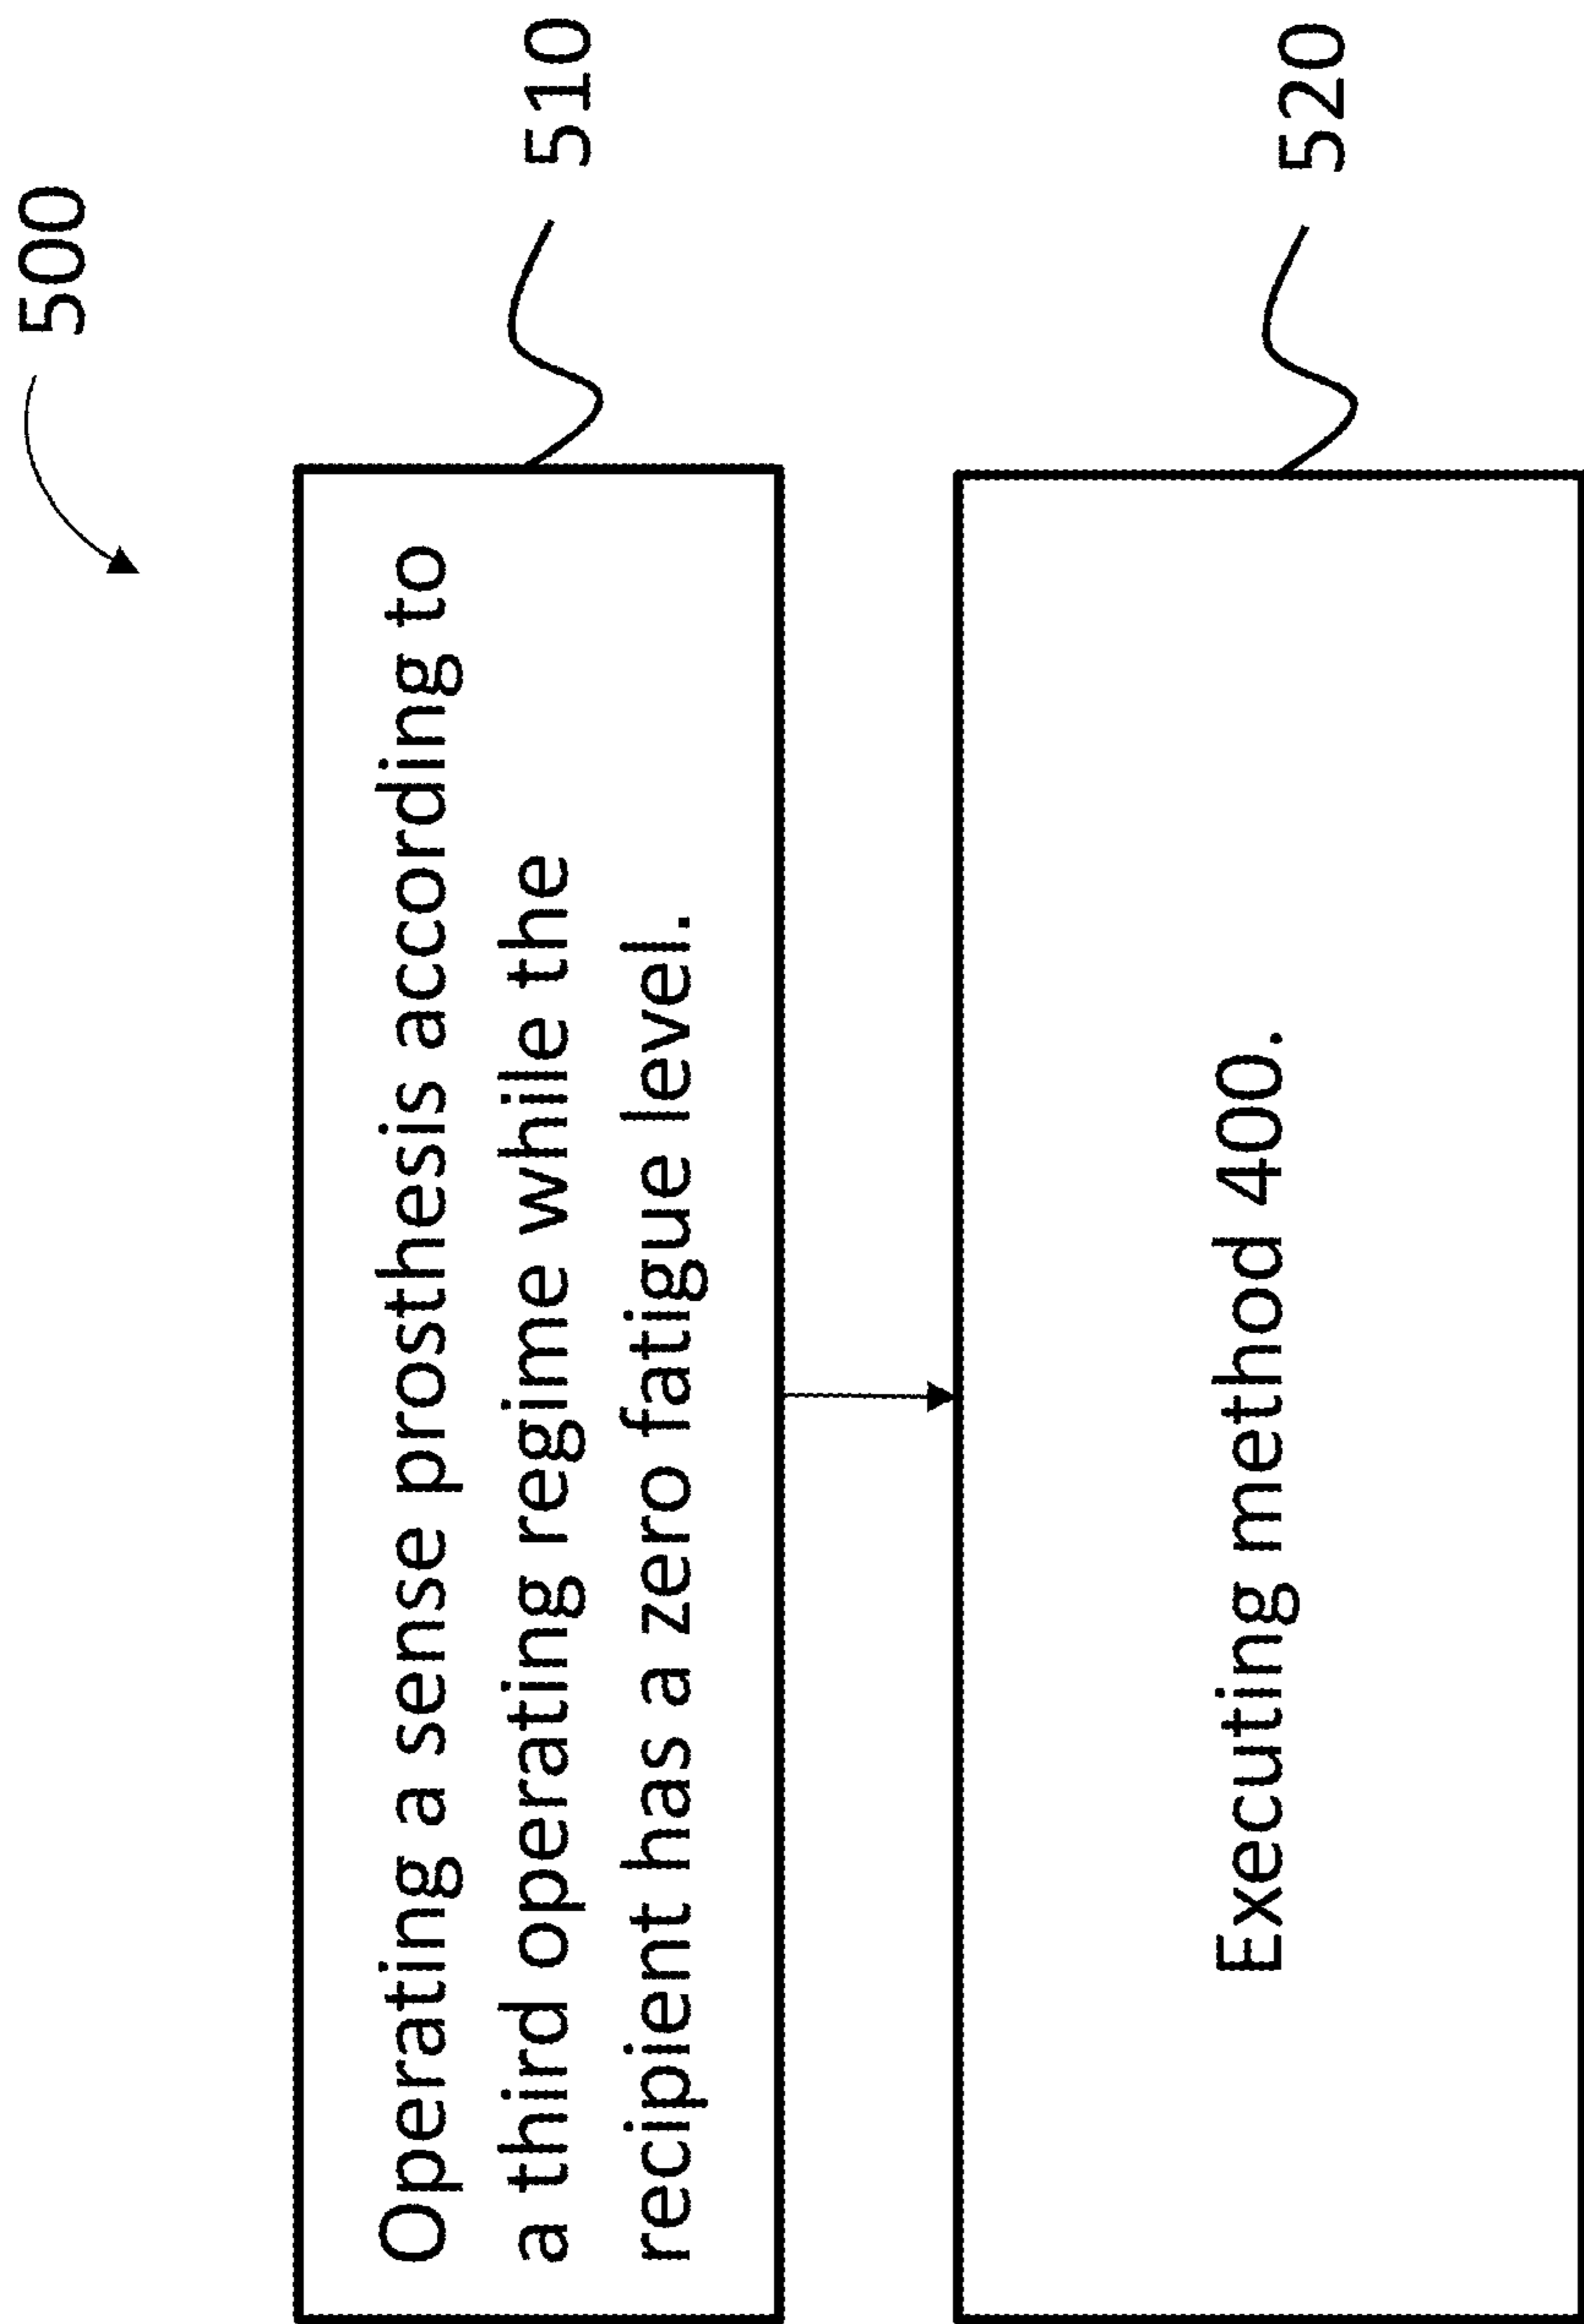 500
Operating a sense prosthesis according to
a third operating regime while the
recipient has a zero fatigue level.
510
Executing method 400.
520